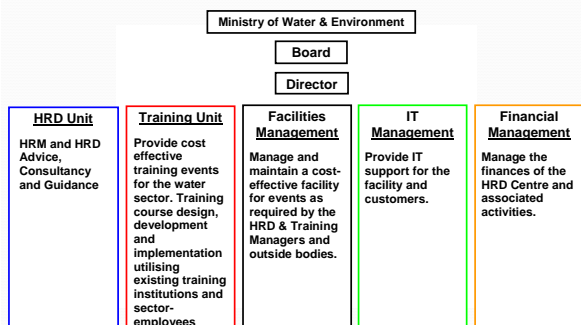 Ministry of Water & Environment
Board
Director
HRD Unit
HRM and HRD
Advice,
Consultancy
and Guidance
Training Unit
Provide cost
effective
training events
for the water
sector. Training
course design,
development
and
implementation
utilising
existing training
institutions and
sector-
employees
Facilities
Management
Manage and
maintain a cost-
effective facility
for events as
required by the
HRD & Training
Managers and
outside bodies.
IT
Management
Provide IT
support for the
facility and
customers.
Financial
Management
Manage the
finances of the
HRD Centre and
associated
activities.